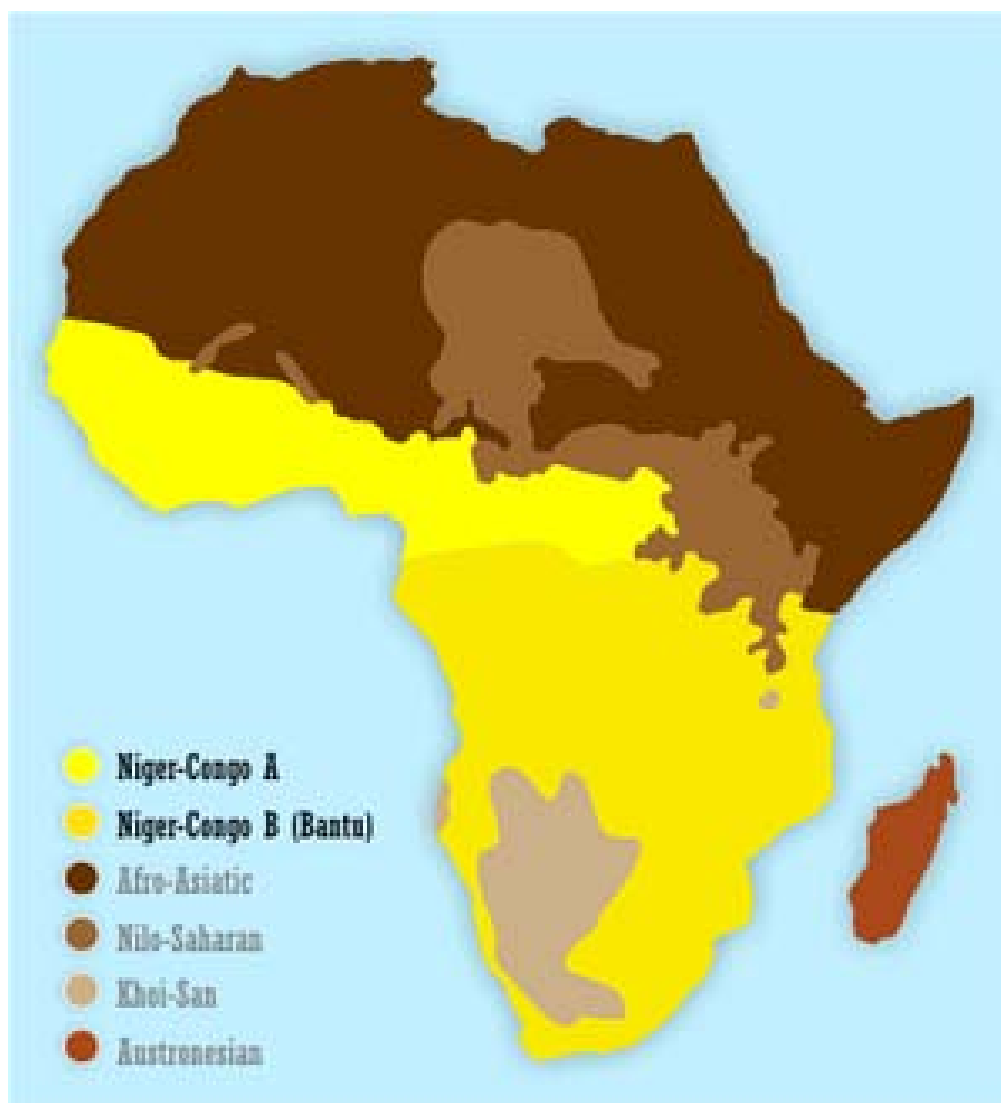 Niger-Congo A
Niger-Congo B (Bantu)
Afro-Asiatic
Nilo-Saharan
Khoi-San
Austronesian